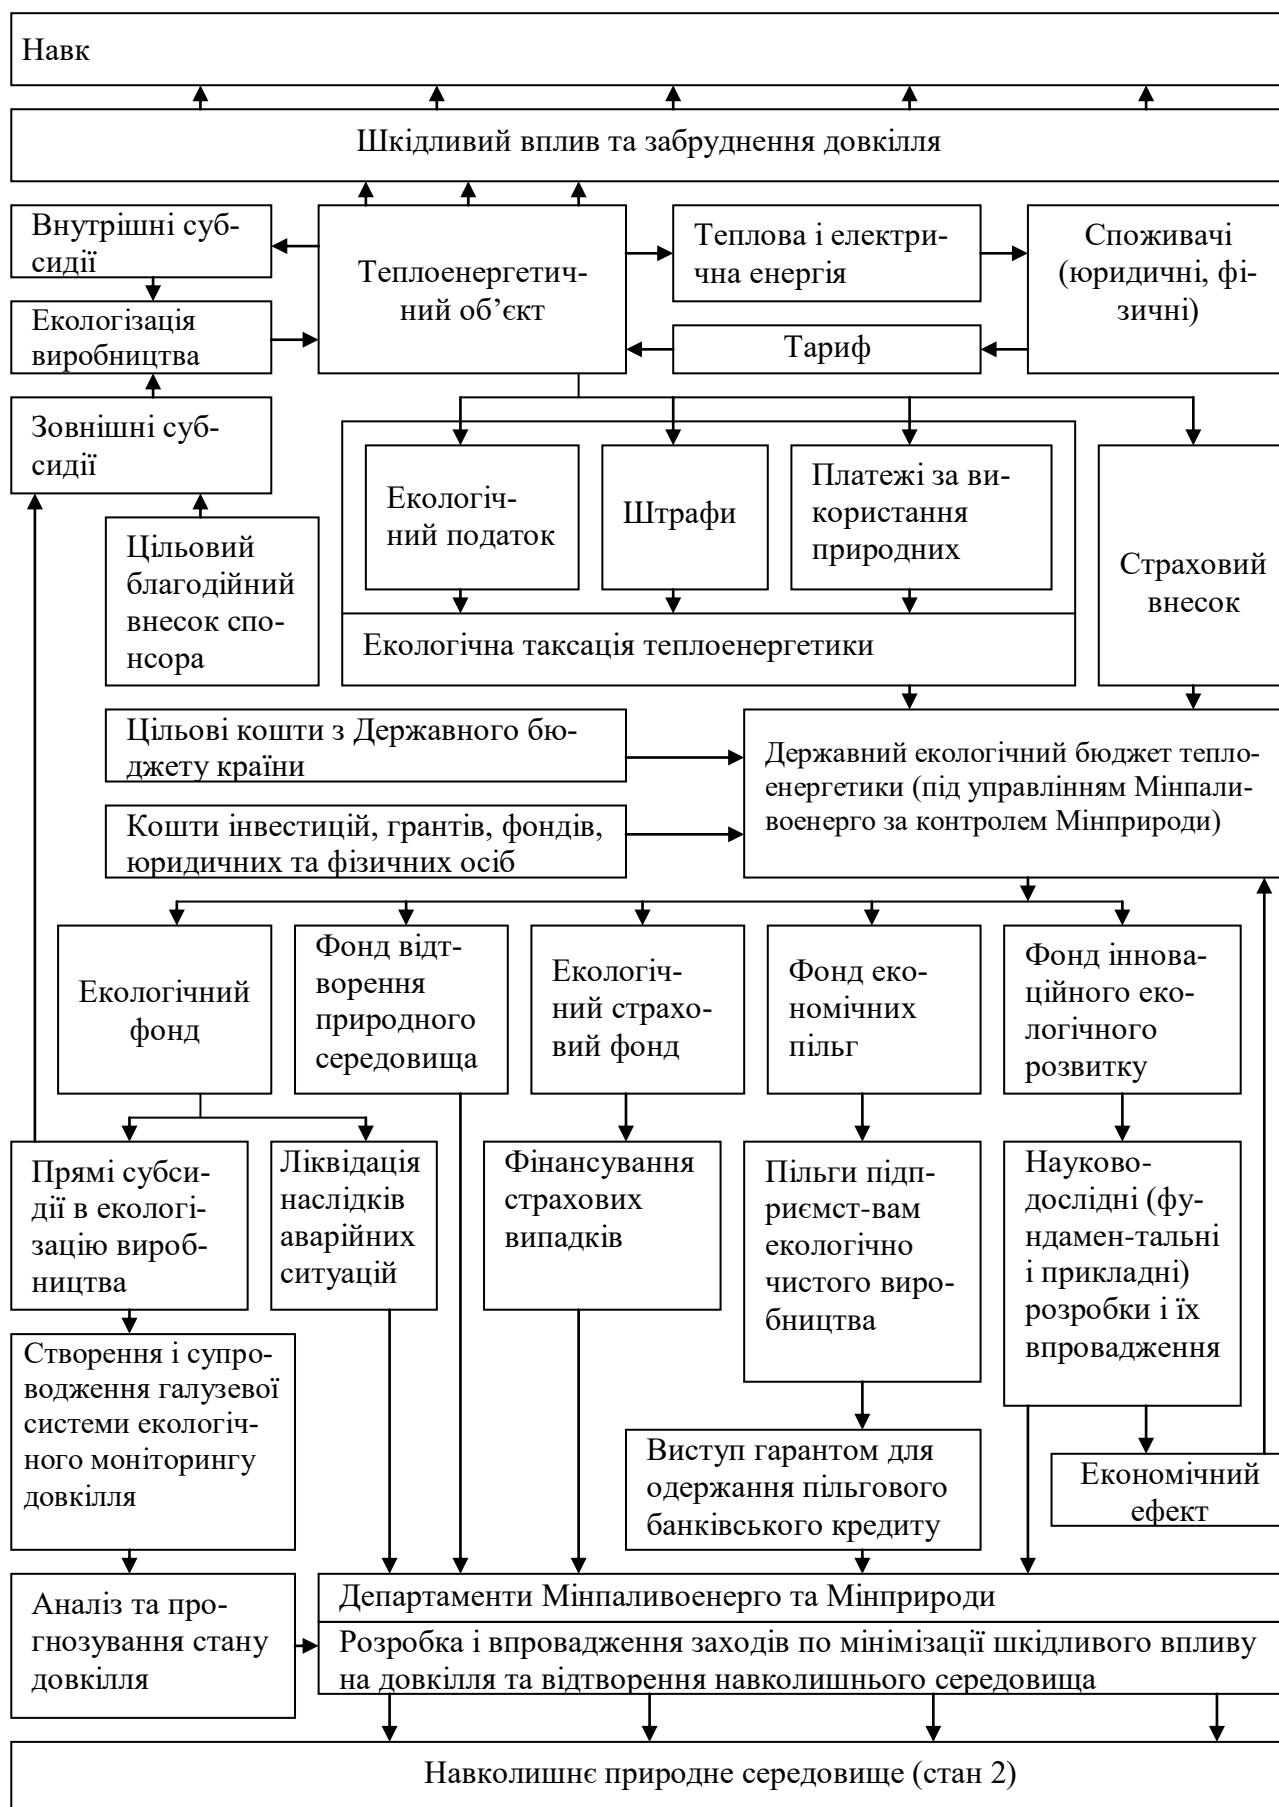 Навк
Шкідливий вплив та забруднення довкілля
Внутрішні суб-
сидії
Теплоенергетич-
ний об’єкт
Теплова і електри-
чна енергія
Споживачі
(юридичні, фі-
зичні)
Екологізація
виробництва
Тариф
Зовнішні суб-
сидії
Екологіч-
ний податок
Штрафи
Платежі за ви-
користання
природних
Страховий
внесок
Цільовий
благодійний
внесок спо-
нсора
Екологічна таксація теплоенергетики
Цільові кошти з Державного бю-
джету країни
Державний екологічний бюджет тепло-
енергетики (під управлінням Мінпали-
военерго за контролем Мінприроди)
Кошти інвестицій, грантів, фондів,
юридичних та фізичних осіб
Екологічний
фонд
Фонд відт-
ворення
природного
середовища
Екологіч-
ний страхо-
вий фонд
Фонд еко-
номічних
пільг
Фонд іннова-
ційного еко-
логічного
розвитку
Прямі субси-
дії в екологі-
зацію вироб-
ництва
Ліквідація
наслідків
аварійних
ситуацій
Фінансування
страхових
випадків
Пільги підп-
риємст-вам
екологічно
чистого виро-
бництва
Науково-
дослідні (фу-
ндамен-тальні
і прикладні)
розробки і їх
впровадження
Створення і супро-
водження галузевої
системи екологіч-
ного моніторингу
довкілля
Виступ гарантом для
одержання пільгового
банківського кредиту
Економічний
ефект
Аналіз та про-
гнозування стану
довкілля
Департаменти Мінпаливоенерго та Мінприроди
Розробка і впровадження заходів по мінімізації шкідливого впливу
на довкілля та відтворення навколишнього середовища
Навколишнє природне середовище (стан 2)